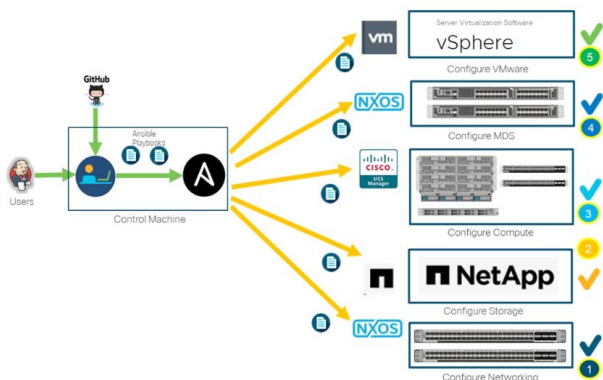 Server Virtualization Software
vm
vSphere
5
Configure VMware
GitHub
NXOS
4
Configure MDS
Ansible
Playbooks
CISCO
UCS
Manager
3
Users
Control Machine
Configure Compute
2
n NetApp
Configure Storage
NXOS
1
Configure Networking